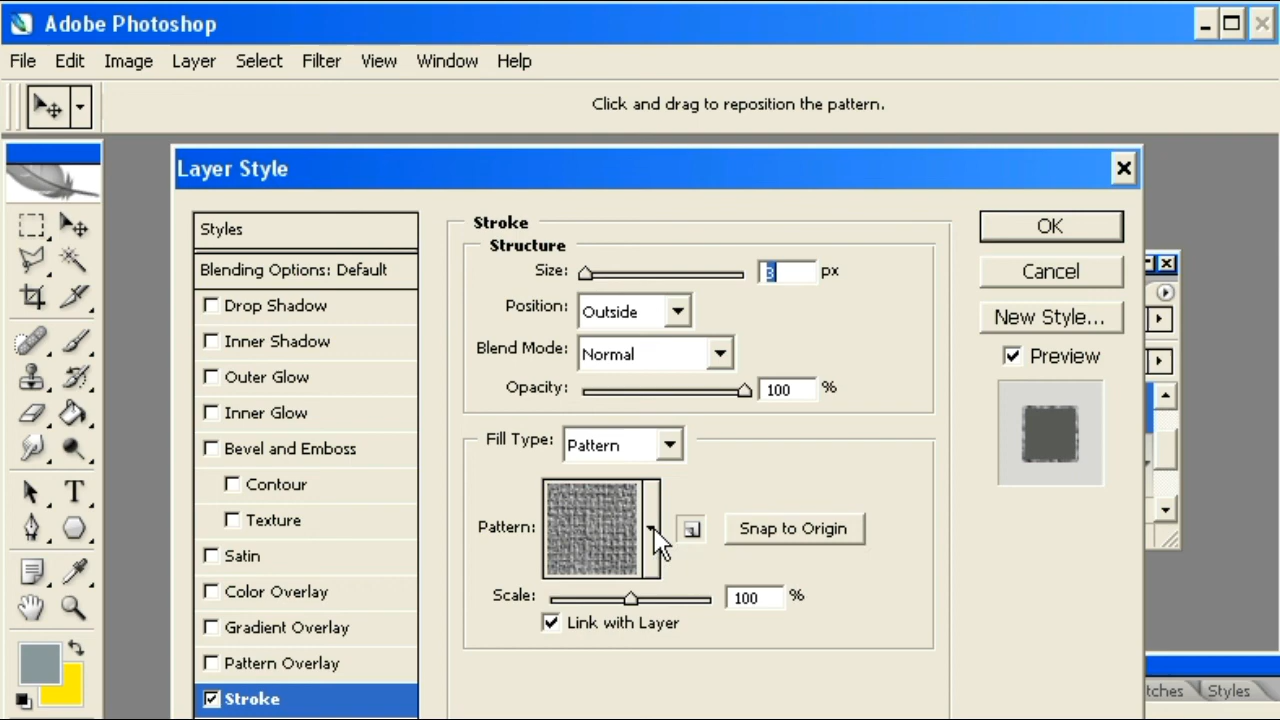 Adobe Photoshop
File Edit Image Layer Select Filter View Window Help
Click and drag to reposition the pattern.
Layer Style
Styles
Blending Options: Default
Drop Shadow
Inner Shadow
Outer Glow
Inner Glow
Bevel and Emboss
Contour
Texture
Satin
Color Overlay
Gradient Overlay
Pattern Overlay
Stroke
Stroke
Structure
Size: 3 px
Position: Outside
Blend Mode: Normal
Opacity: 100 %
Fill Type: Pattern
Pattern: Snap to Origin
Scale: 100 %
Link with Layer
OK
Cancel
New Style...
Preview
tches Styles